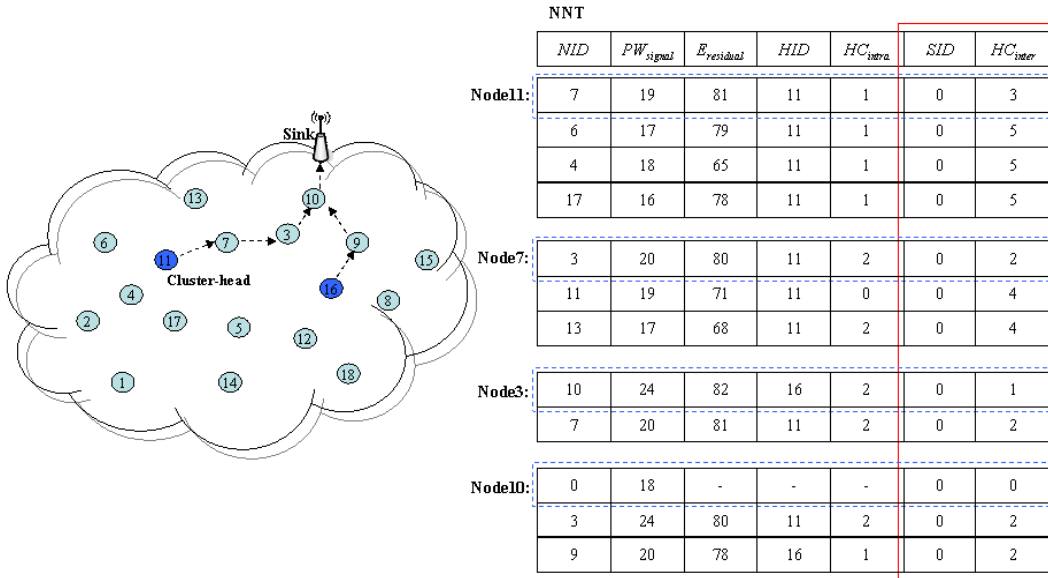 NNT
NID PW_signal E_residual HID HC_intra SID HC_inter
Node11: 7 19 81 11 1 0 3
6 17 79 11 1 0 5
4 18 65 11 1 0 5
17 16 78 11 1 0 5
Node7: 3 20 80 11 2 0 2
11 19 71 11 0 0 4
13 17 68 11 2 0 4
Node3: 10 24 82 16 2 0 1
7 20 81 11 2 0 2
Node10: 0 18 - - - 0 0
3 24 80 11 2 0 2
9 20 78 16 1 0 2
Sink
13
10
6
7
3
9
11
15
Cluster-head
16
4
8
2
17
5
12
1
14
18